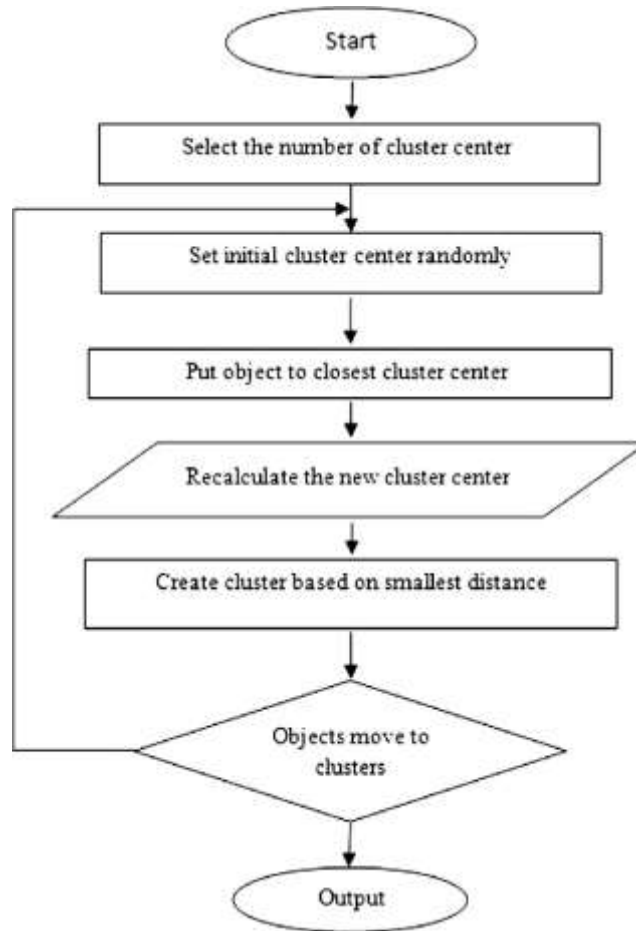 Start
Select the number of cluster center
Set initial cluster center randomly
Put object to closest cluster center
Recalculate the new cluster center
Create cluster based on smallest distance
Objects move to
clusters
Output